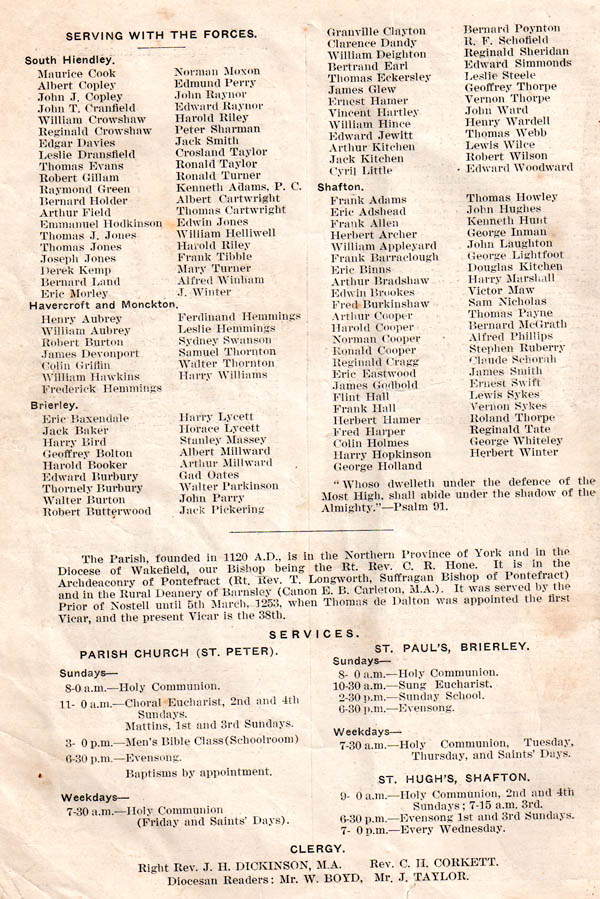 SERVING WITH THE FORCES.
South Hiendley.
Maurice Cook
Albert Copley
John J. Copley
John T. Cranfield
William Crowshaw
Reginald Crowshaw
Edgar Davies
Leslie Dransfield
Thomas Evans
Robert Gillam
Raymond Green
Bernard Holder
Arthur Field
Emmanuel Hodkinson
Thomas J. Jones
Thomas Jones
Joseph Jones
Derek Kemp
Bernard Land
Eric Morley
Norman Moxon
Edmund Perry
John Raynor
Edward Raynor
Harold Riley
Peter Sharman
Jack Smith
Crosland Taylor
Ronald Taylor
Ronald Turner
Kenneth Adams, P. C.
Albert Cartwright
Thomas Cartwright
Edwin Jones
William Helliwell
Harold Riley
Frank Tibble
Mary Turner
Alfred Winham
J. Winter
Havercroft and Monckton.
Henry Aubrey
William Aubrey
Robert Burton
James Devonport
Colin Griffin
William Hawkins
Frederick Hemmings
Ferdinand Hemmings
Leslie Hemmings
Sydney Swanson
Samuel Thornton
Walter Thornton
Harry Williams
Brierley.
Eric Baxendale
Jack Baker
Harry Bird
Geoffrey Bolton
Harold Booker
Edward Burbury
Thornely Burbury
Walter Burton
Robert Butterwood
Harry Lycett
Horace Lycett
Stanley Massey
Albert Millward
Arthur Millward
Gad Oates
Walter Parkinson
John Parry
Jack Pickering
Granville Clayton
Clarence Dandy
William Deighton
Bertrand Earl
Thomas Eckersley
James Glew
Ernest Hamer
Vincent Hartley
William Hince
Edward Jewitt
Arthur Kitchen
Jack Kitchen
Cyril Little
Bernard Poynton
R. F. Schofield
Reginald Sheridan
Edward Simmonds
Leslie Steele
Geoffrey Thorpe
Vernon Thorpe
John Ward
Henry Wardell
Thomas Webb
Lewis Wilce
Robert Wilson
Edward Woodward
Shafton.
Frank Adams
Eric Adshead
Frank Allen
Herbert Archer
William Appleyard
Frank Barraclough
Eric Binns
Arthur Bradshaw
Edwin Brookes
Fred Burkinshaw
Arthur Cooper
Harold Cooper
Norman Cooper
Ronald Cooper
Reginald Cragg
Eric Eastwood
James Godbold
Flint Hall
Frank Hall
Herbert Hamer
Fred Harper
Colin Holmes
Harry Hopkinson
George Holland
Thomas Howley
John Hughes
Kenneth Hunt
George Inman
John Laughton
George Lightfoot
Douglas Kitchen
Harry Marshall
Victor Maw
Sam Nicholas
Thomas Payne
Bernard McGrath
Alfred Phillips
Stephen Ruberry
Claude Schorah
James Smith
Ernest Swift
Lewis Sykes
Vernon Sykes
Roland Thorpe
Reginald Tate
George Whiteley
Herbert Winter
" Whoso dwelleth under the defence of the
Most High, shall abide under the shadow of the
Almighty."—Psalm 91.
The Parish, founded in 1120 A.D., is in the Northern Province of York and in the
Diocese of Wakefield, our Bishop being the Rt. Rev. C. R. Hone. It is in the
Archdeaconry of Pontefract (Rt. Rev. T. Longworth, Suffragan Bishop of Pontefract)
and in the Rural Deanery of Barnsley (Canon E. B. Carleton, M.A.). It was served by the
Prior of Nostell until 5th March, 1253, when Thomas de Dalton was appointed the first
Vicar, and the present Vicar is the 38th.
SERVICES.
PARISH CHURCH (ST. PETER).
Sundays—
8-0 a.m.—Holy Communion.
11- 0 a.m.—Choral Eucharist, 2nd and 4th
Sundays.
Mattins, 1st and 3rd Sundays.
3- 0 p.m.—Men's Bible Class (Schoolroom)
6-30 p.m.—Evensong.
Baptisms by appointment.
Weekdays—
7-30 a.m.—Holy Communion
(Friday and Saints' Days).
ST. PAUL'S, BRIERLEY.
Sundays—
8- 0 a.m.—Holy Communion.
10-30 a.m.—Sung Eucharist.
2-30 p.m.—Sunday School.
6-30 p.m.—Evensong.
Weekdays—
7-30 a.m.—Holy Communion, Tuesday,
Thursday, and Saints' Days.
ST. HUGH'S, SHAFTON.
9- 0 a.m.—Holy Communion, 2nd and 4th
Sundays; 7-15 a.m. 3rd.
6-30 p.m.—Evensong 1st and 3rd Sundays.
7- 0 p.m.—Every Wednesday.
CLERGY.
Right Rev. J. H. DICKINSON, M.A. Rev. C. H. CORKETT.
Diocesan Readers: Mr. W. BOYD, Mr. J. TAYLOR.